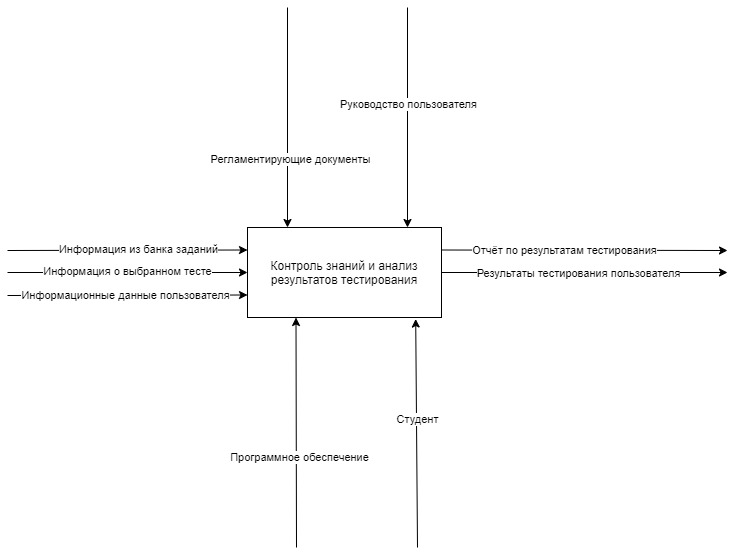 Руководство пользователя
Регламентирующие документы
Информация из банка заданий
Информация о выбранном тесте
Информационные данные пользователя
Контроль знаний и анализ
результатов тестирования
Отчёт по результатам тестирования
Результаты тестирования пользователя
Студент
Программное обеспечение